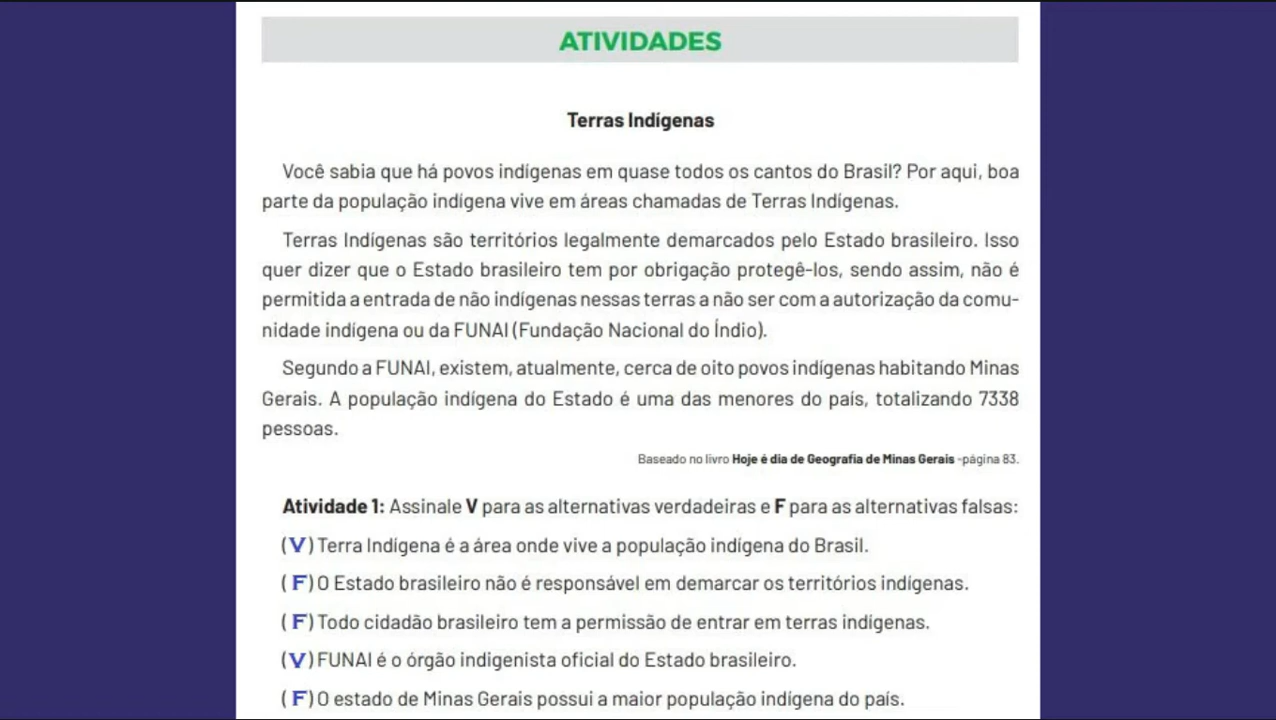 ATIVIDADES
Terras Indígenas
Você sabia que há povos indígenas em quase todos os cantos do Brasil? Por aqui, boa
parte da população indígena vive em áreas chamadas de Terras Indígenas.
Terras Indígenas são territórios legalmente demarcados pelo Estado brasileiro. Isso
quer dizer que o Estado brasileiro tem por obrigação protegê-los, sendo assim, não é
permitida a entrada de não indígenas nessas terras a não ser com a autorização da comu-
nidade indígena ou da FUNAI (Fundação Nacional do Índio).
Segundo a FUNAI, existem, atualmente, cerca de oito povos indígenas habitando Minas
Gerais. A população indígena do Estado é uma das menores do país, totalizando 7338
pessoas.
Baseado no livro Hoje é dia de Geografia de Minas Gerais -página 83.
Atividade 1: Assinale V para as alternativas verdadeiras e F para as alternativas falsas:
(V) Terra Indígena é a área onde vive a população indígena do Brasil.
( F) O Estado brasileiro não é responsável em demarcar os territórios indígenas.
( F) Todo cidadão brasileiro tem a permissão de entrar em terras indígenas.
(V) FUNAI é o órgão indigenista oficial do Estado brasileiro.
( F) O estado de Minas Gerais possui a maior população indígena do país.